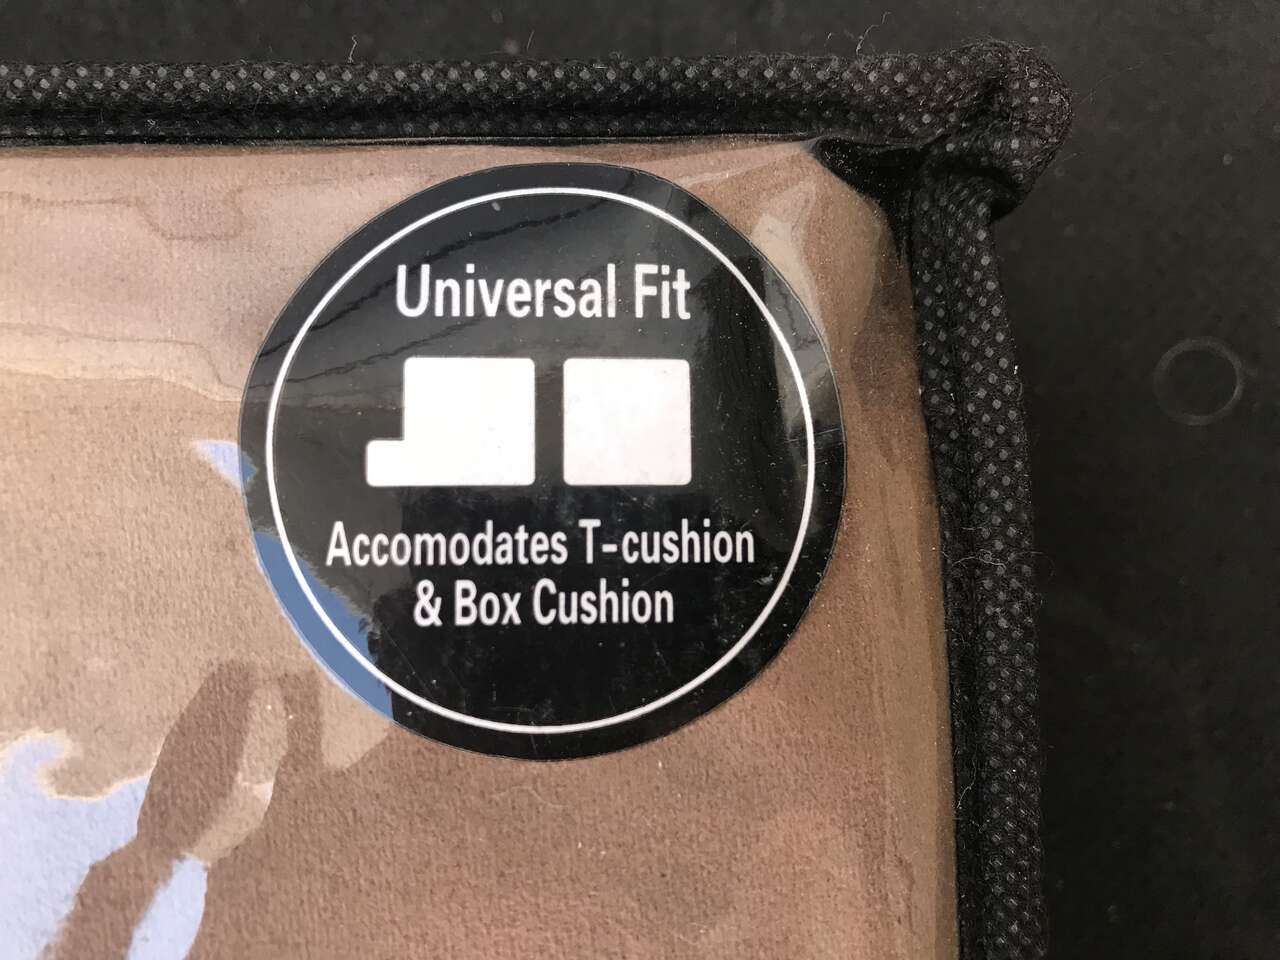 Universal Fit
Accomodates T-cushion
& Box Cushion